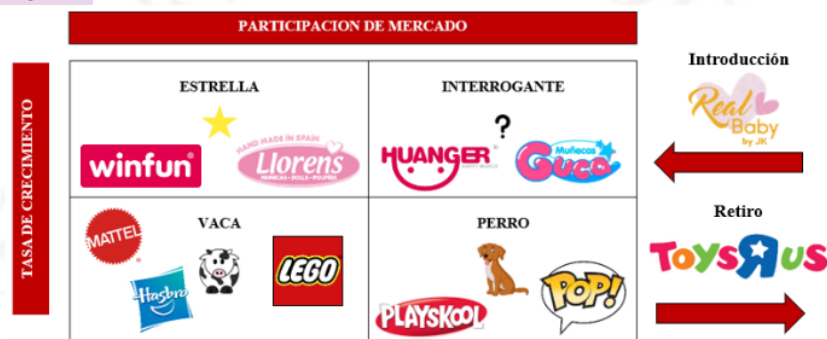 PARTICIPACION DE MERCADO
TASA DE CRECIMIENTO
ESTRELLA
winfun
HAND MADE IN SPAIN
Llorens
MUÑECAS • DOLLS • POUPÉES
INTERROGANTE
?
HUANGER
Muñecas
Guca
Introducción
Real
Baby
by JK
VACA
MATTEL
Hasbro
LEGO
PERRO
PLAYSKOOL
POP!
Retiro
TOYS R US